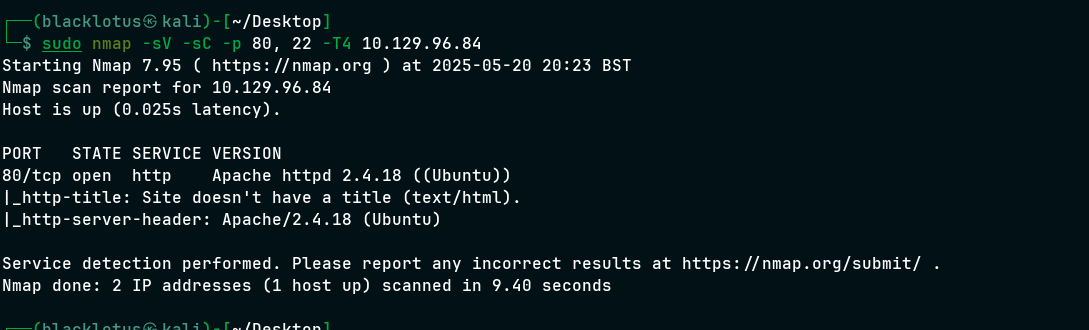 ┌──(blacklotus㉿kali)-[~/Desktop]
└─$ sudo nmap -sV -sC -p 80, 22 -T4 10.129.96.84
Starting Nmap 7.95 ( https://nmap.org ) at 2025-05-20 20:23 BST
Nmap scan report for 10.129.96.84
Host is up (0.025s latency).
PORT   STATE SERVICE VERSION
80/tcp open  http    Apache httpd 2.4.18 ((Ubuntu))
|_http-title: Site doesn't have a title (text/html).
|_http-server-header: Apache/2.4.18 (Ubuntu)
Service detection performed. Please report any incorrect results at https://nmap.org/submit/ .
Nmap done: 2 IP addresses (1 host up) scanned in 9.40 seconds
┌──(blacklotus㉿kali)-[~/Desktop]